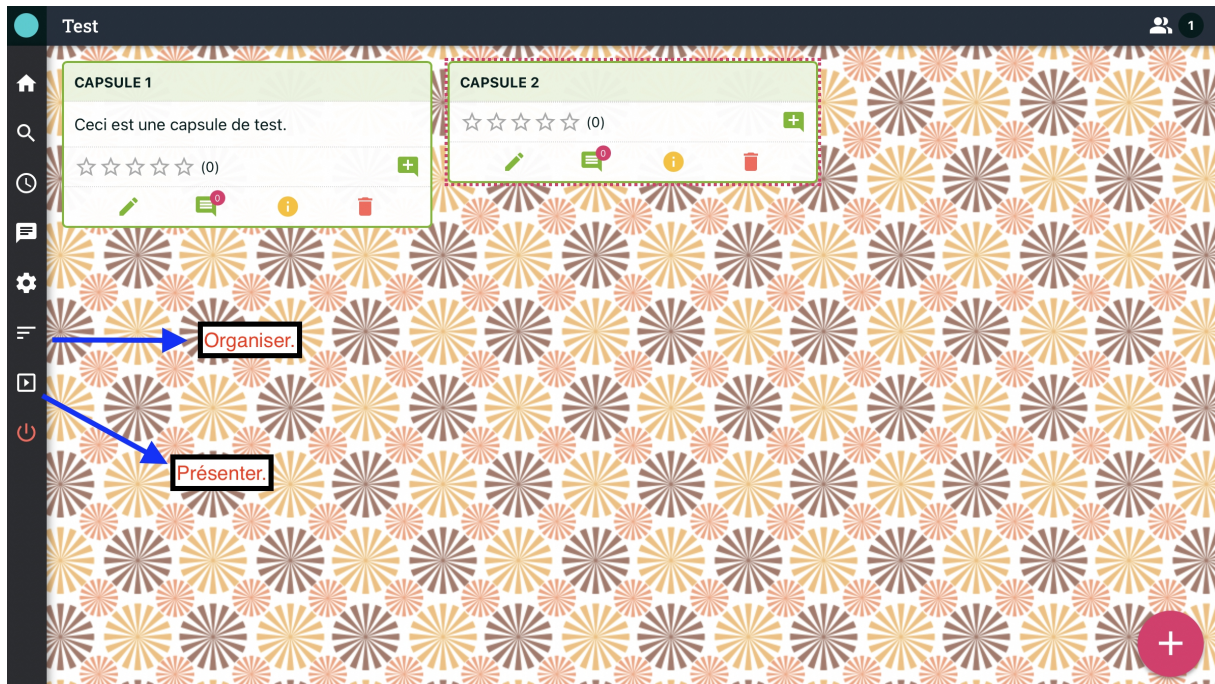 Test
1
CAPSULE 1
CAPSULE 2
Ceci est une capsule de test.
(0)
(0)
0
0
Organiser.
Présenter.